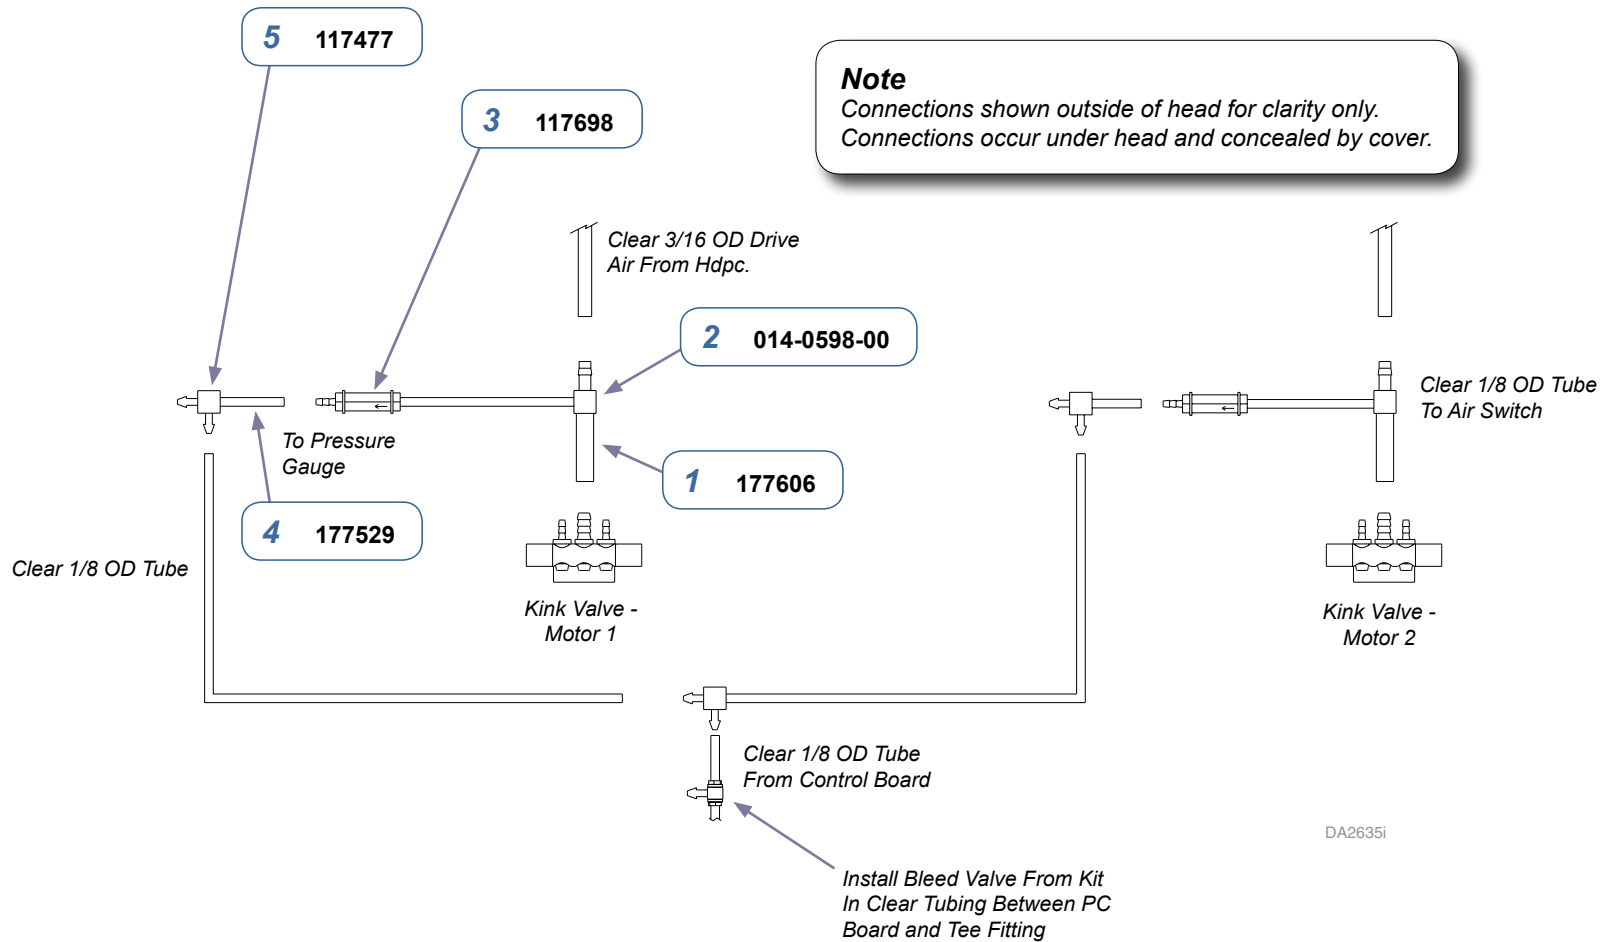 5 117477
Note
Connections shown outside of head for clarity only.
Connections occur under head and concealed by cover.
3 117698
Clear 3/16 OD Drive
Air From Hdpc.
2 014-0598-00
Clear 1/8 OD Tube
To Air Switch
To Pressure
Gauge
1 177606
4 177529
Clear 1/8 OD Tube
Kink Valve -
Motor 1
Kink Valve -
Motor 2
Clear 1/8 OD Tube
From Control Board
DA2635i
Install Bleed Valve From Kit
In Clear Tubing Between PC
Board and Tee Fitting